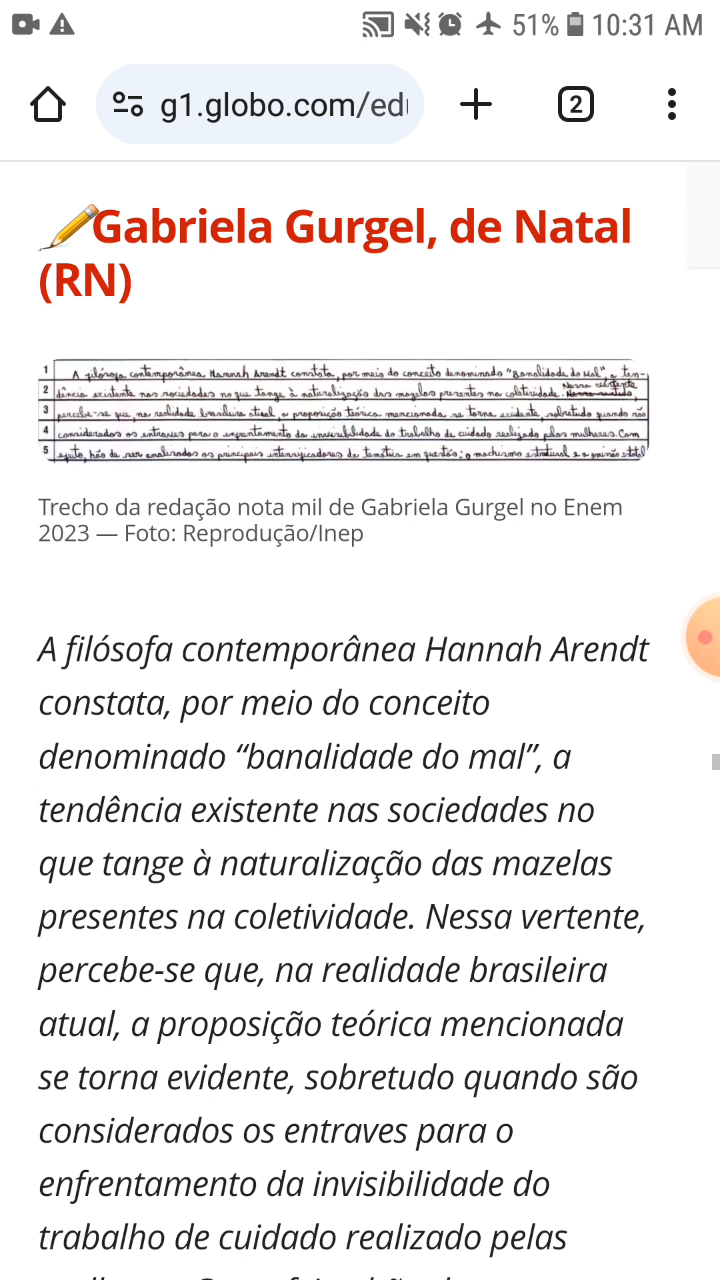 51% 10:31 AM
g1.globo.com/edu
2
Gabriela Gurgel, de Natal
(RN)
1 A filósofa contemporânea Hannah Arendt constata, por meio do conceito denominado "Banalidade do Mal", a ten-
2 dência existente nas sociedades no que tange à naturalização das mazelas presentes na coletividade. Nessa vertente,
3 percebe-se que, na realidade brasileira atual, a proposição teórica mencionada se torna evidente, sobretudo quando são
4 considerados os entraves para o enfrentamento da invisibilidade do trabalho de cuidado realizado pelas mulheres. Com
5 efeito, hão de ser analisados os principais intensificadores da temática em questão: o machismo estrutural e a omissão estatal
Trecho da redação nota mil de Gabriela Gurgel no Enem
2023 — Foto: Reprodução/Inep
A filósofa contemporânea Hannah Arendt
constata, por meio do conceito
denominado “banalidade do mal”, a
tendência existente nas sociedades no
que tange à naturalização das mazelas
presentes na coletividade. Nessa vertente,
percebe-se que, na realidade brasileira
atual, a proposição teórica mencionada
se torna evidente, sobretudo quando são
considerados os entraves para o
enfrentamento da invisibilidade do
trabalho de cuidado realizado pelas